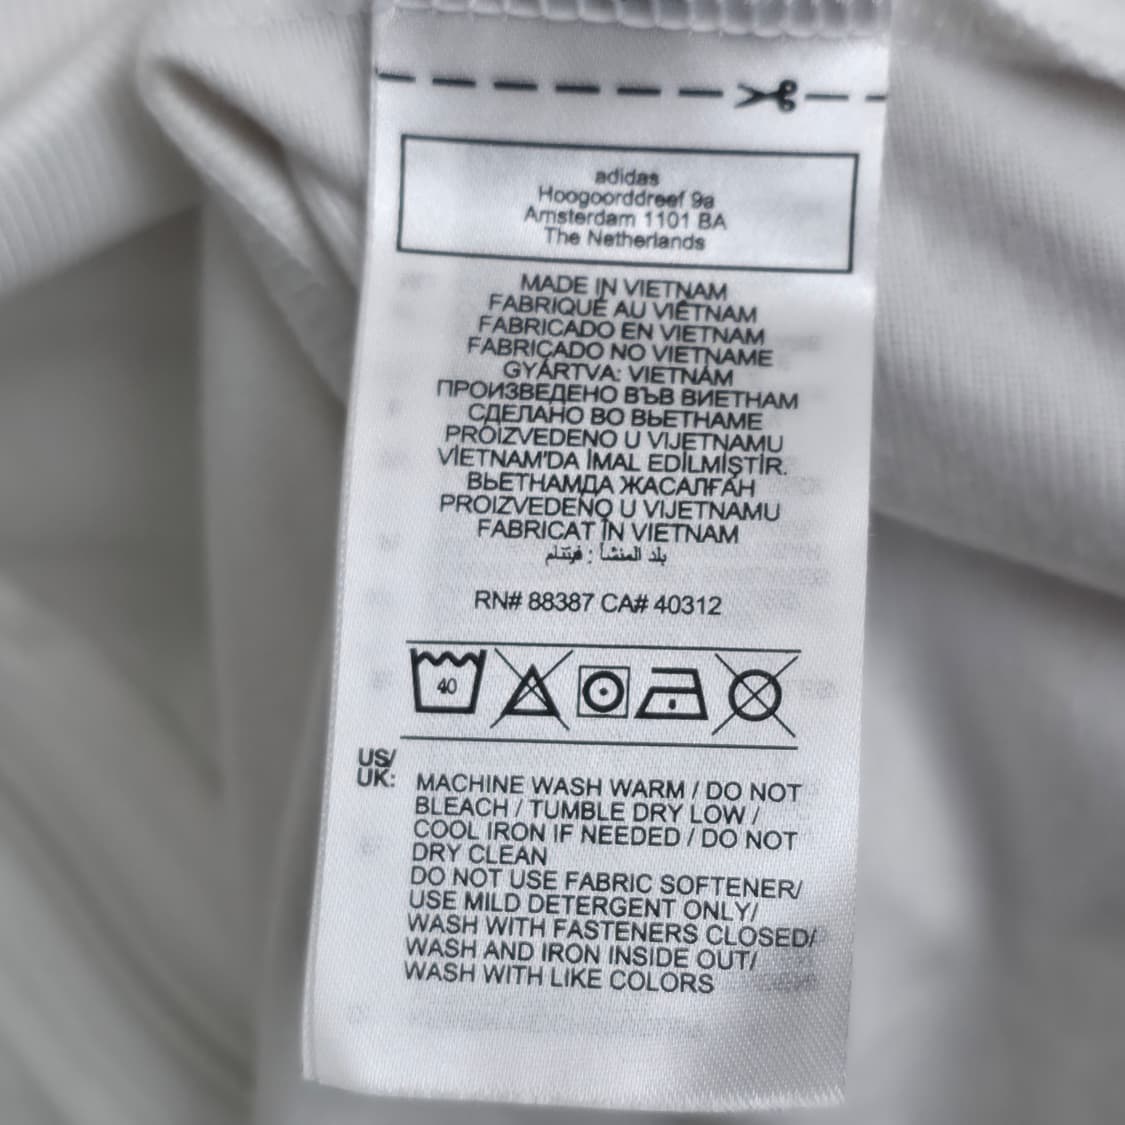 adidas
Hoogoorddreef 9a
Amsterdam 1101 BA
The Netherlands
MADE IN VIETNAM
FABRIQUÉ AU VIÊTNAM
FABRICADO EN VIETNAM
FABRICADO NO VIETNAME
GYÁRTVA: VIETNÁM
ПРОИЗВЕДЕНО ВЪВ ВИЕТНАМ
СДЕЛАНО ВО ВЬЕТНАМЕ
PROIZVEDENO U VIJETNAMU
VİETNAM'DA İMAL EDİLMİŞTİR.
ВЬЕТНАМДА ЖАСАЛҒАН
PROIZVEDENO U VIJETNAMU
FABRICAT ÎN VIETNAM
بلد المنشأ : فيتنام
RN# 88387 CA# 40312
40
US/
UK:
MACHINE WASH WARM / DO NOT
BLEACH / TUMBLE DRY LOW /
COOL IRON IF NEEDED / DO NOT
DRY CLEAN
DO NOT USE FABRIC SOFTENER/
USE MILD DETERGENT ONLY/
WASH WITH FASTENERS CLOSED/
WASH AND IRON INSIDE OUT/
WASH WITH LIKE COLORS